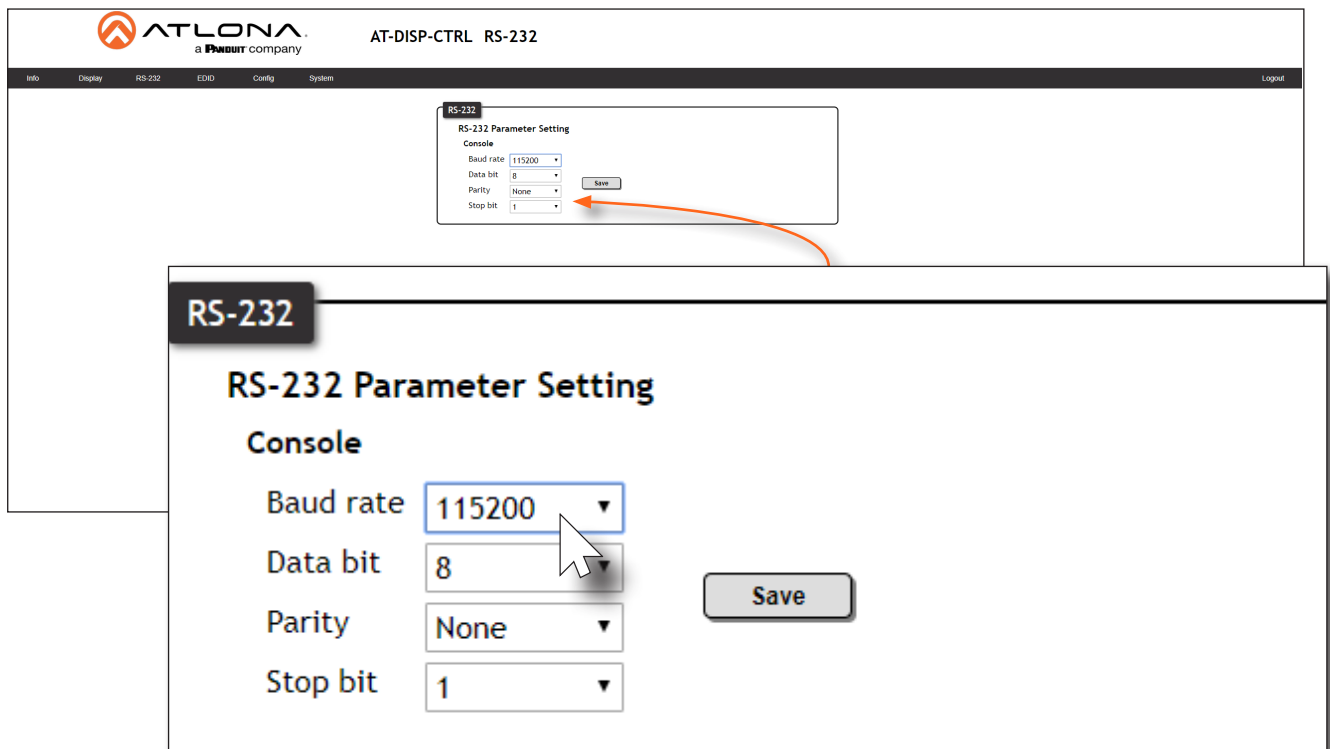 ATLONA.
a PANDUIT company
AT-DISP-CTRL RS-232
Info Display RS-232 EDID Config System Logout
RS-232
RS-232 Parameter Setting
Console
Baud rate 115200
Data bit 8
Save
Parity None
Stop bit 1
RS-232
RS-232 Parameter Setting
Console
Baud rate 115200
Data bit 8
Save
Parity None
Stop bit 1